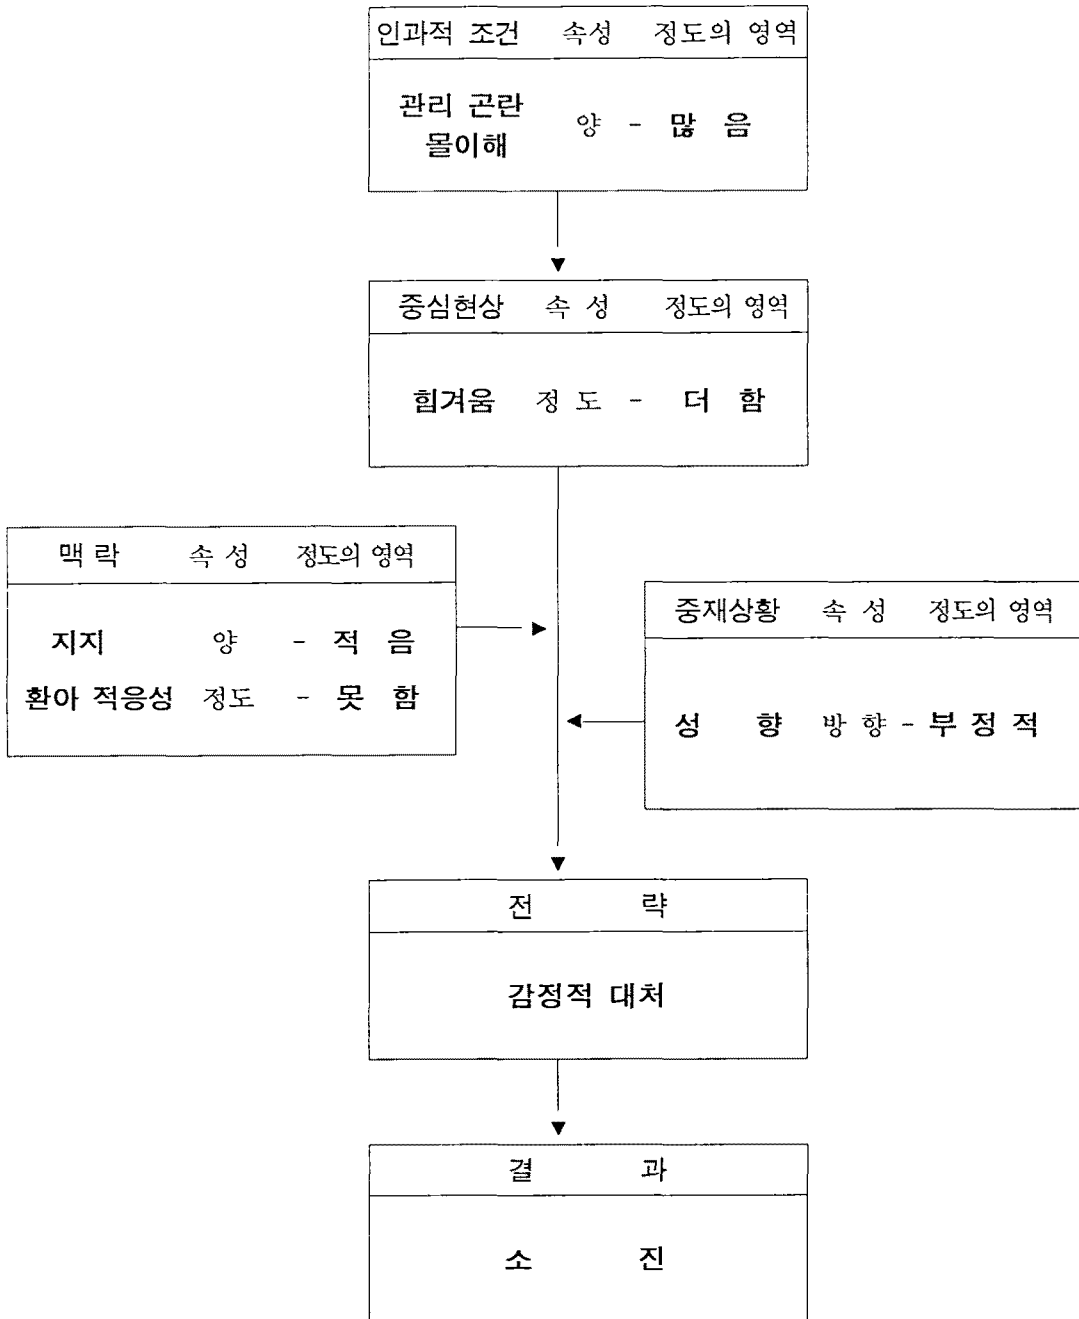 인과적 조건 속성 정도의 영역
관리 곤란
몰이해
양 - 많 음
중심현상 속 성 정도의 영역
힘겨움 정 도 - 더 함
맥 락 속 성 정도의 영역
지지 양 - 적 음
환아 적응성 정도 - 못 함
중재상황 속 성 정도의 영역
성 향 방 향 - 부 정 적
전 략
감정적 대처
결 과
소 진